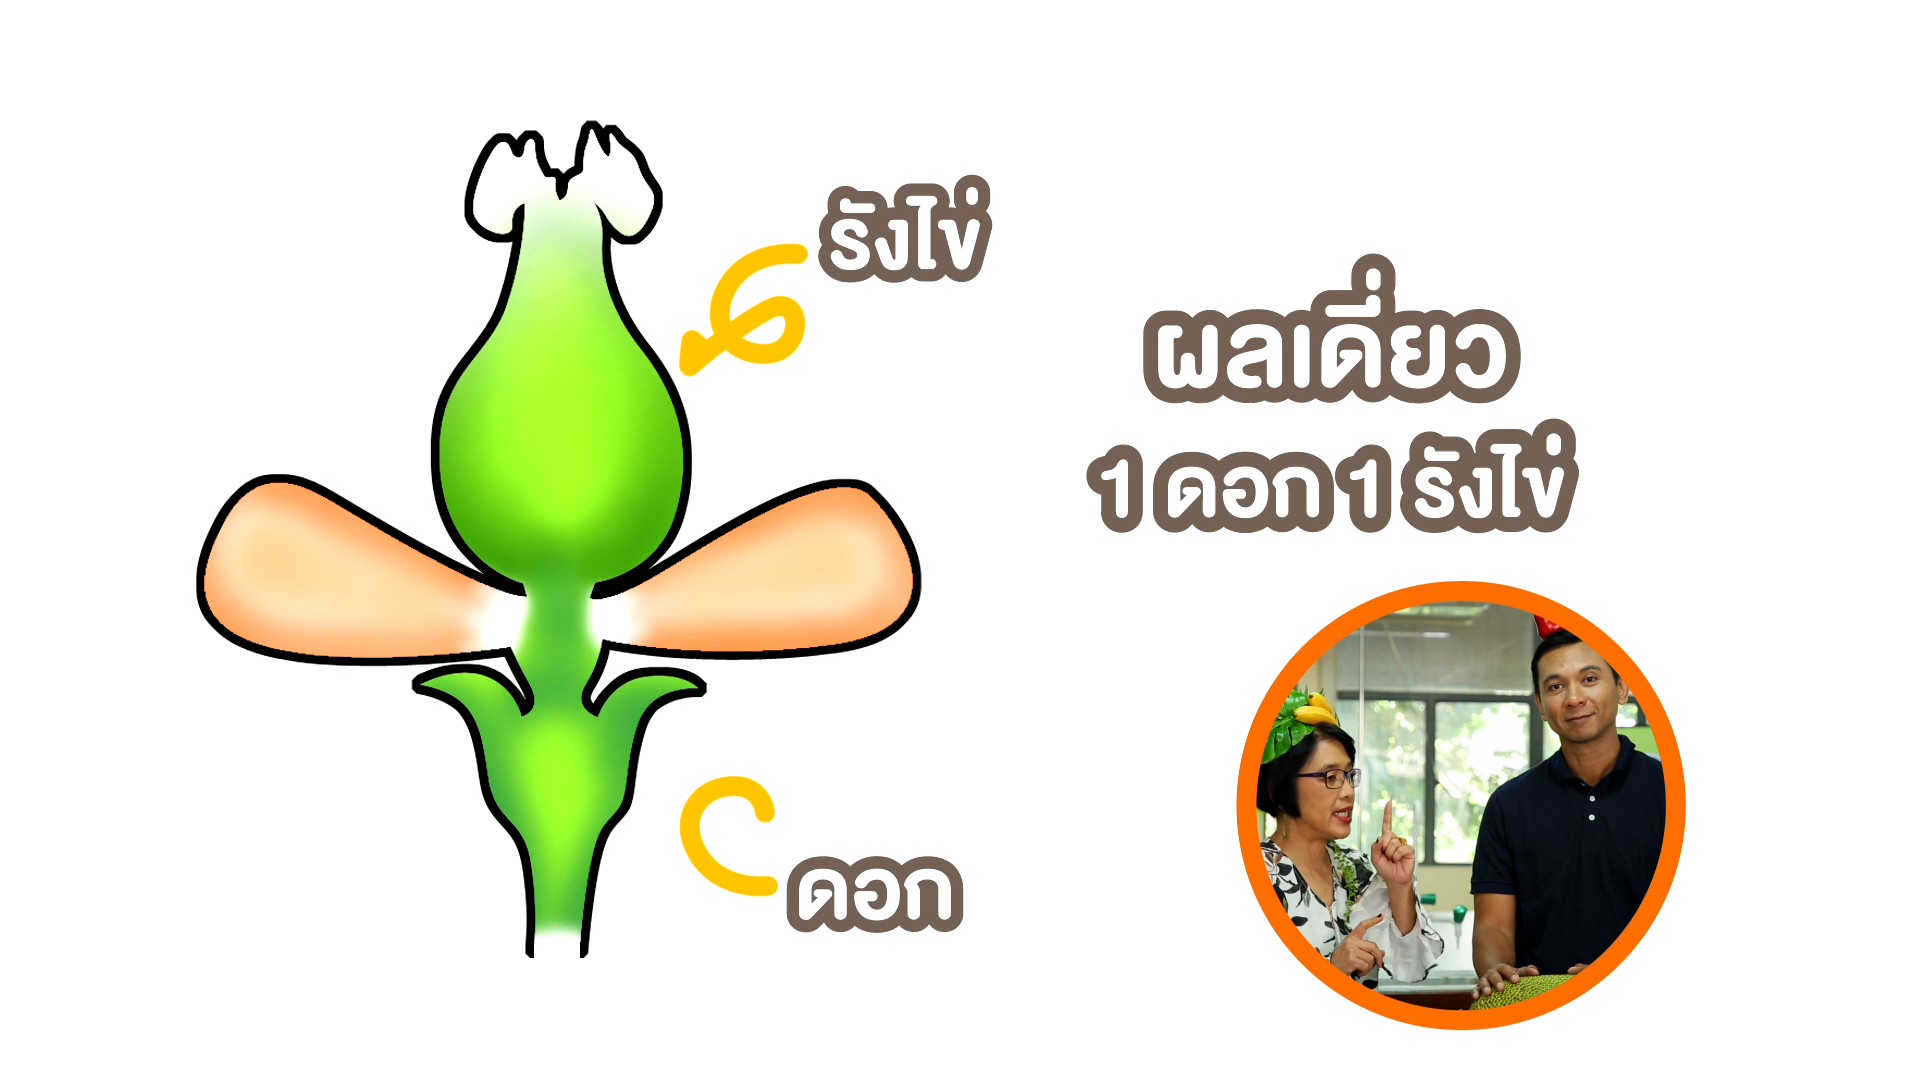 รังไข่
ผลเดี่ยว
1 ดอก 1 รังไข่
ดอก